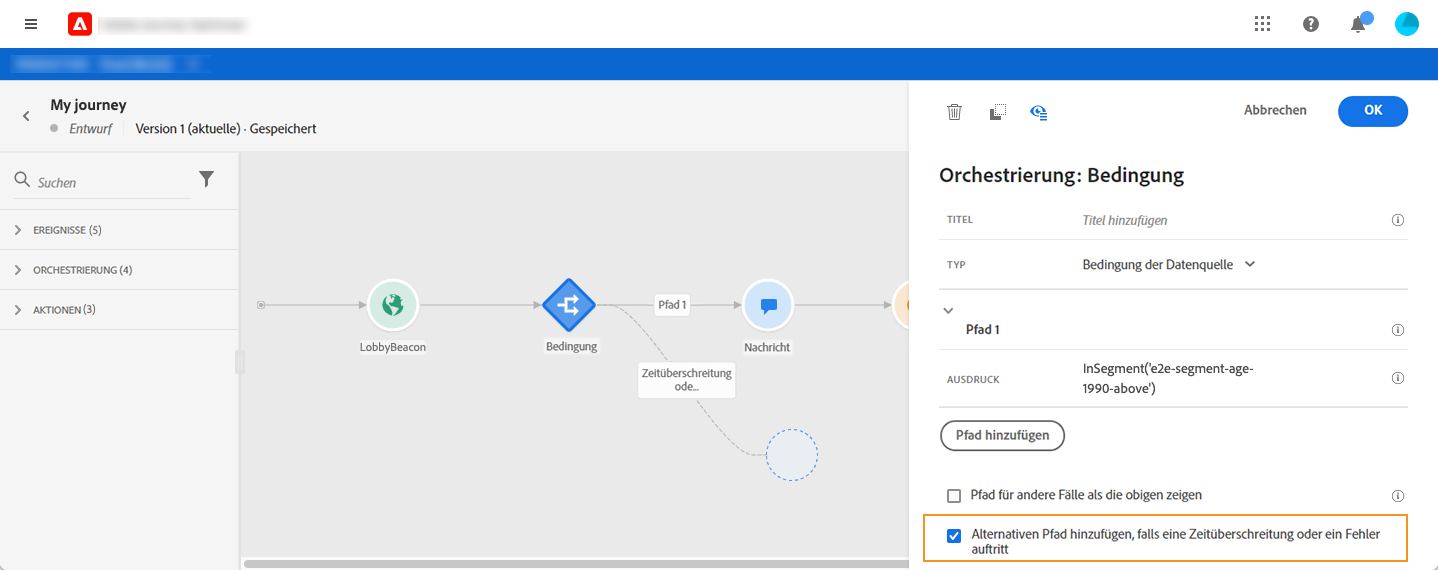 My journey
Entwurf
Version 1 (aktuelle) · Gespeichert
Abbrechen
OK
Suchen
EREIGNISSE (5)
ORCHESTRIERUNG (4)
AKTIONEN (3)
LobbyBeacon
Bedingung
Pfad 1
Nachricht
Zeitüberschreitung
ode...
Orchestrierung: Bedingung
TITEL
Titel hinzufügen
TYP
Bedingung der Datenquelle
Pfad 1
AUSDRUCK
InSegment('e2e-segment-age-
1990-above')
Pfad hinzufügen
Pfad für andere Fälle als die obigen zeigen
Alternativen Pfad hinzufügen, falls eine Zeitüberschreitung oder ein Fehler
auftritt